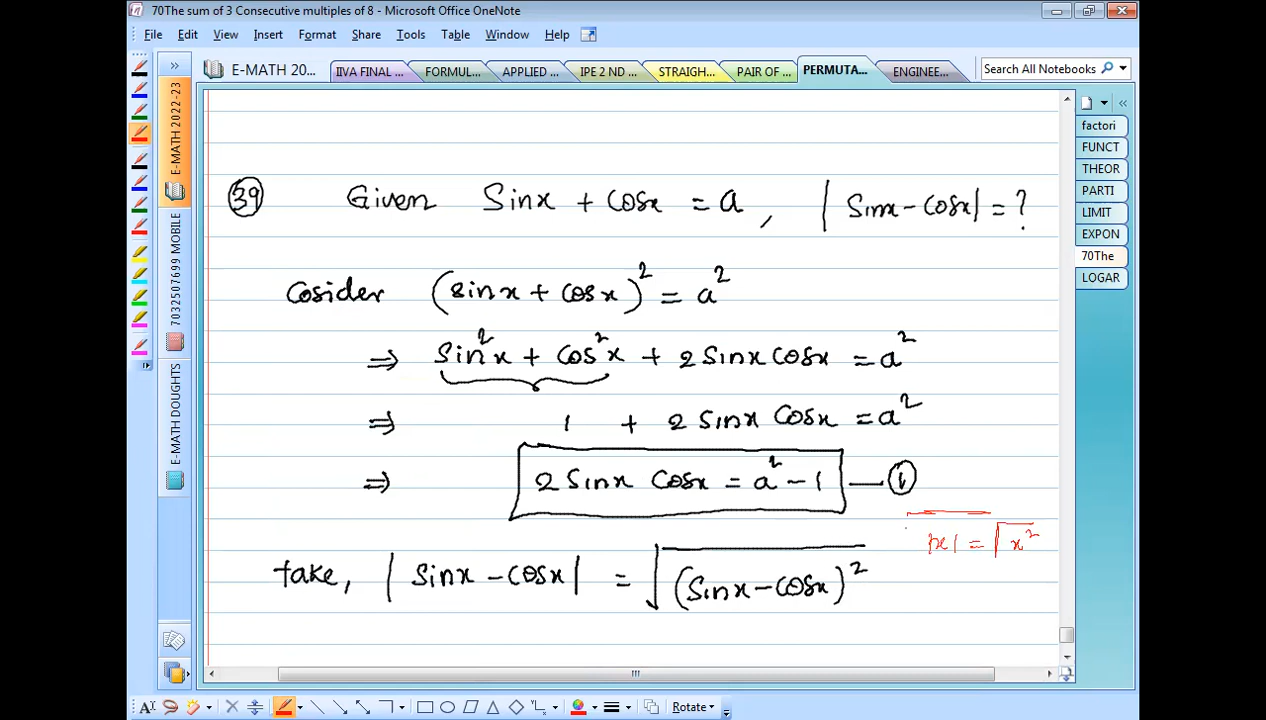 70The sum of 3 Consecutive multiples of 8 - Microsoft Office OneNote
File Edit View Insert Format Share Tools Table Window Help
E-MATH 20... IIVA FINAL ... FORMUL... APPLIED ... IPE 2 ND ... STRAIGH... PAIR OF ... PERMUTA... ENGINEE... Search All Notebooks
E-MATH 2022-23
7032507699 MOBILE
E-MATH DOUGHTS
factori
FUNCT
THEOR
PARTI
LIMIT
EXPON
70The
LOGAR
39 Given Sinx + Cosx = a, |Sinx - Cosx| = ?
Cosider (sinx + cosx)² = a²
⇒ Sin²x + Cos²x + 2 Sinx Cosx = a²
⇒ 1 + 2 Sinx Cosx = a²
⇒ 2 Sinx Cosx = a² - 1 — ①
|x| = √x²
take, |Sinx - Cosx| = √(Sinx - Cosx)²
Rotate